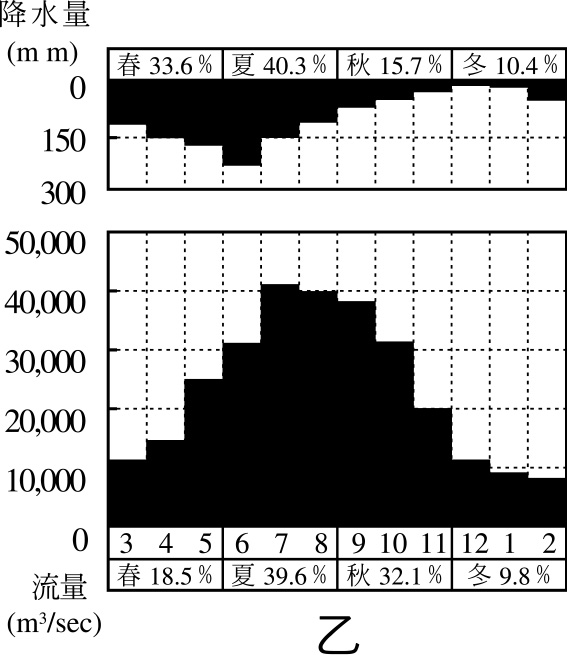 降水量
(m m)
春 33.6% 夏 40.3% 秋 15.7% 冬 10.4%
0
150
300
50,000
40,000
30,000
20,000
10,000
0
3 4 5 6 7 8 9 10 11 12 1 2
春 18.5% 夏 39.6% 秋 32.1% 冬 9.8%
流量
(m³/sec)
乙